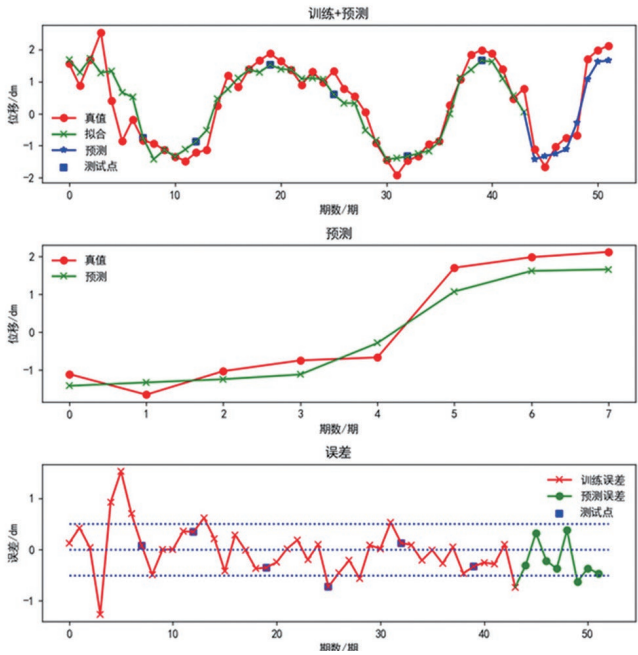 训练+预测
位移/dm
2
1
0
-1
-2
真值
拟合
预测
测试点
0 10 20 30 40 50
期数/期
预测
位移/dm
2
1
0
-1
真值
预测
0 1 2 3 4 5 6 7
期数/期
误差
误差/dm
1
0
-1
训练误差
预测误差
测试点
0 10 20 30 40 50
期数/期